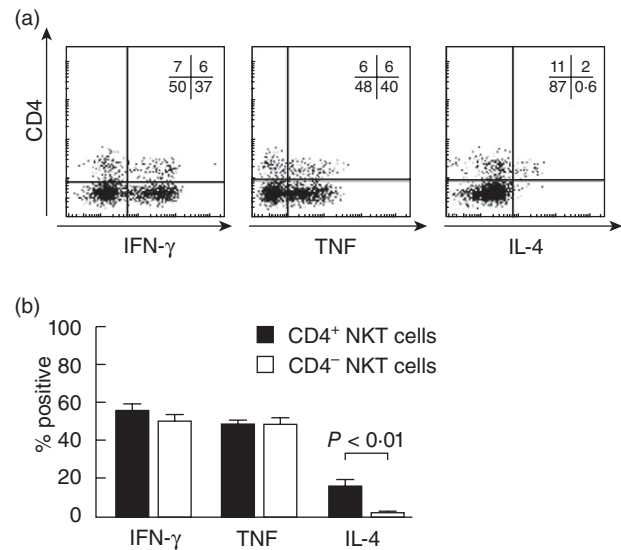 (a)
CD4
7 6
50 37
IFN-γ
6 6
48 40
TNF
11 2
87 0·6
IL-4
(b)
% positive
100
80
60
40
20
0
CD4+ NKT cells
CD4− NKT cells
P < 0·01
IFN-γ TNF IL-4